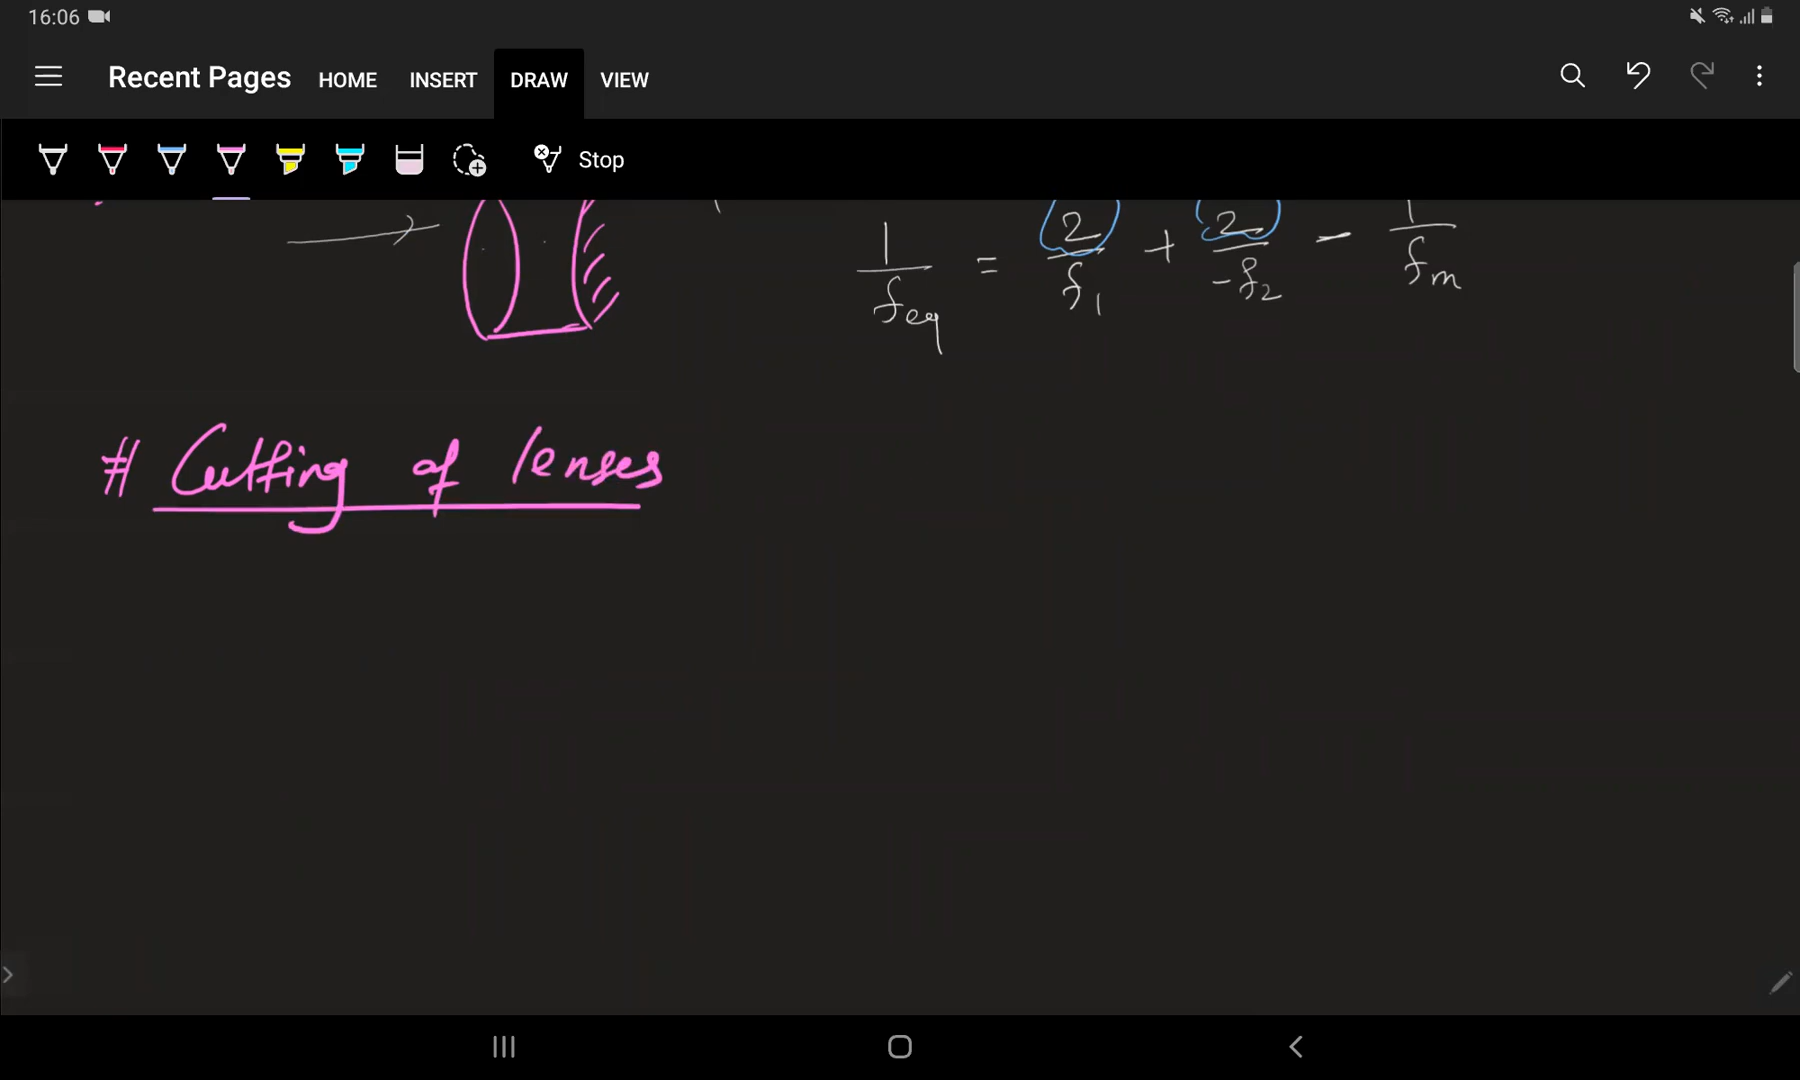 16:06
Recent Pages HOME INSERT DRAW VIEW
Stop
1/feq = 2/f1 + 2/-f2 - 1/fm
# Cutting of lenses